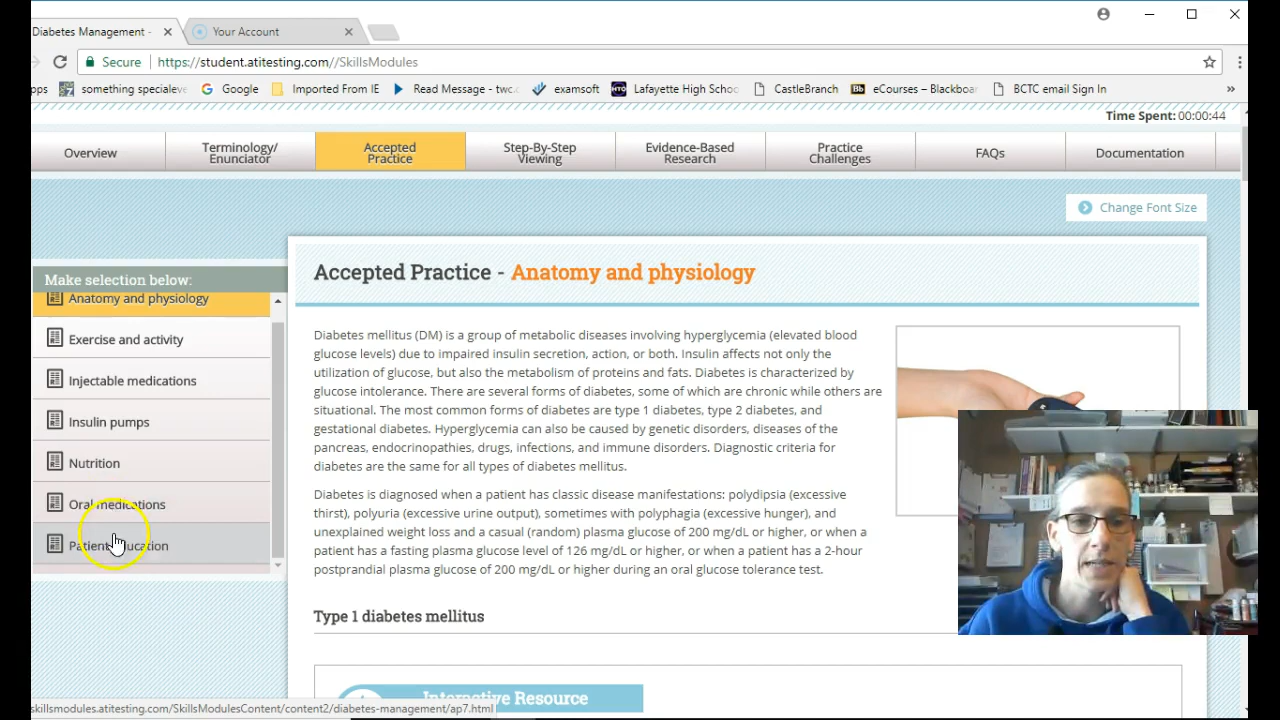 Diabetes Management -
Your Account
Secure
https://student.atitesting.com//SkillsModules
pps
something specialeve
Google
Imported From IE
Read Message - twc.
examsoft
Lafayette High Scho
CastleBranch
Bb
eCourses – Blackboa
BCTC email Sign In
»
Time Spent: 00:00:44
Overview
Terminology/
Enunciator
Accepted
Practice
Step-By-Step
Viewing
Evidence-Based
Research
Practice
Challenges
FAQs
Documentation
Change Font Size
Make selection below:
Anatomy and physiology
Exercise and activity
Injectable medications
Insulin pumps
Nutrition
Oral medications
Patient education
Accepted Practice - Anatomy and physiology
Diabetes mellitus (DM) is a group of metabolic diseases involving hyperglycemia (elevated blood
glucose levels) due to impaired insulin secretion, action, or both. Insulin affects not only the
utilization of glucose, but also the metabolism of proteins and fats. Diabetes is characterized by
glucose intolerance. There are several forms of diabetes, some of which are chronic while others are
situational. The most common forms of diabetes are type 1 diabetes, type 2 diabetes, and
gestational diabetes. Hyperglycemia can also be caused by genetic disorders, diseases of the
pancreas, endocrinopathies, drugs, infections, and immune disorders. Diagnostic criteria for
diabetes are the same for all types of diabetes mellitus.
Diabetes is diagnosed when a patient has classic disease manifestations: polydipsia (excessive
thirst), polyuria (excessive urine output), sometimes with polyphagia (excessive hunger), and
unexplained weight loss and a casual (random) plasma glucose of 200 mg/dL or higher, or when a
patient has a fasting plasma glucose level of 126 mg/dL or higher, or when a patient has a 2-hour
postprandial plasma glucose of 200 mg/dL or higher during an oral glucose tolerance test.
Type 1 diabetes mellitus
Interactive Resource
skillsmodules.atitesting.com/SkillsModulesContent/content2/diabetes-management/ap7.html